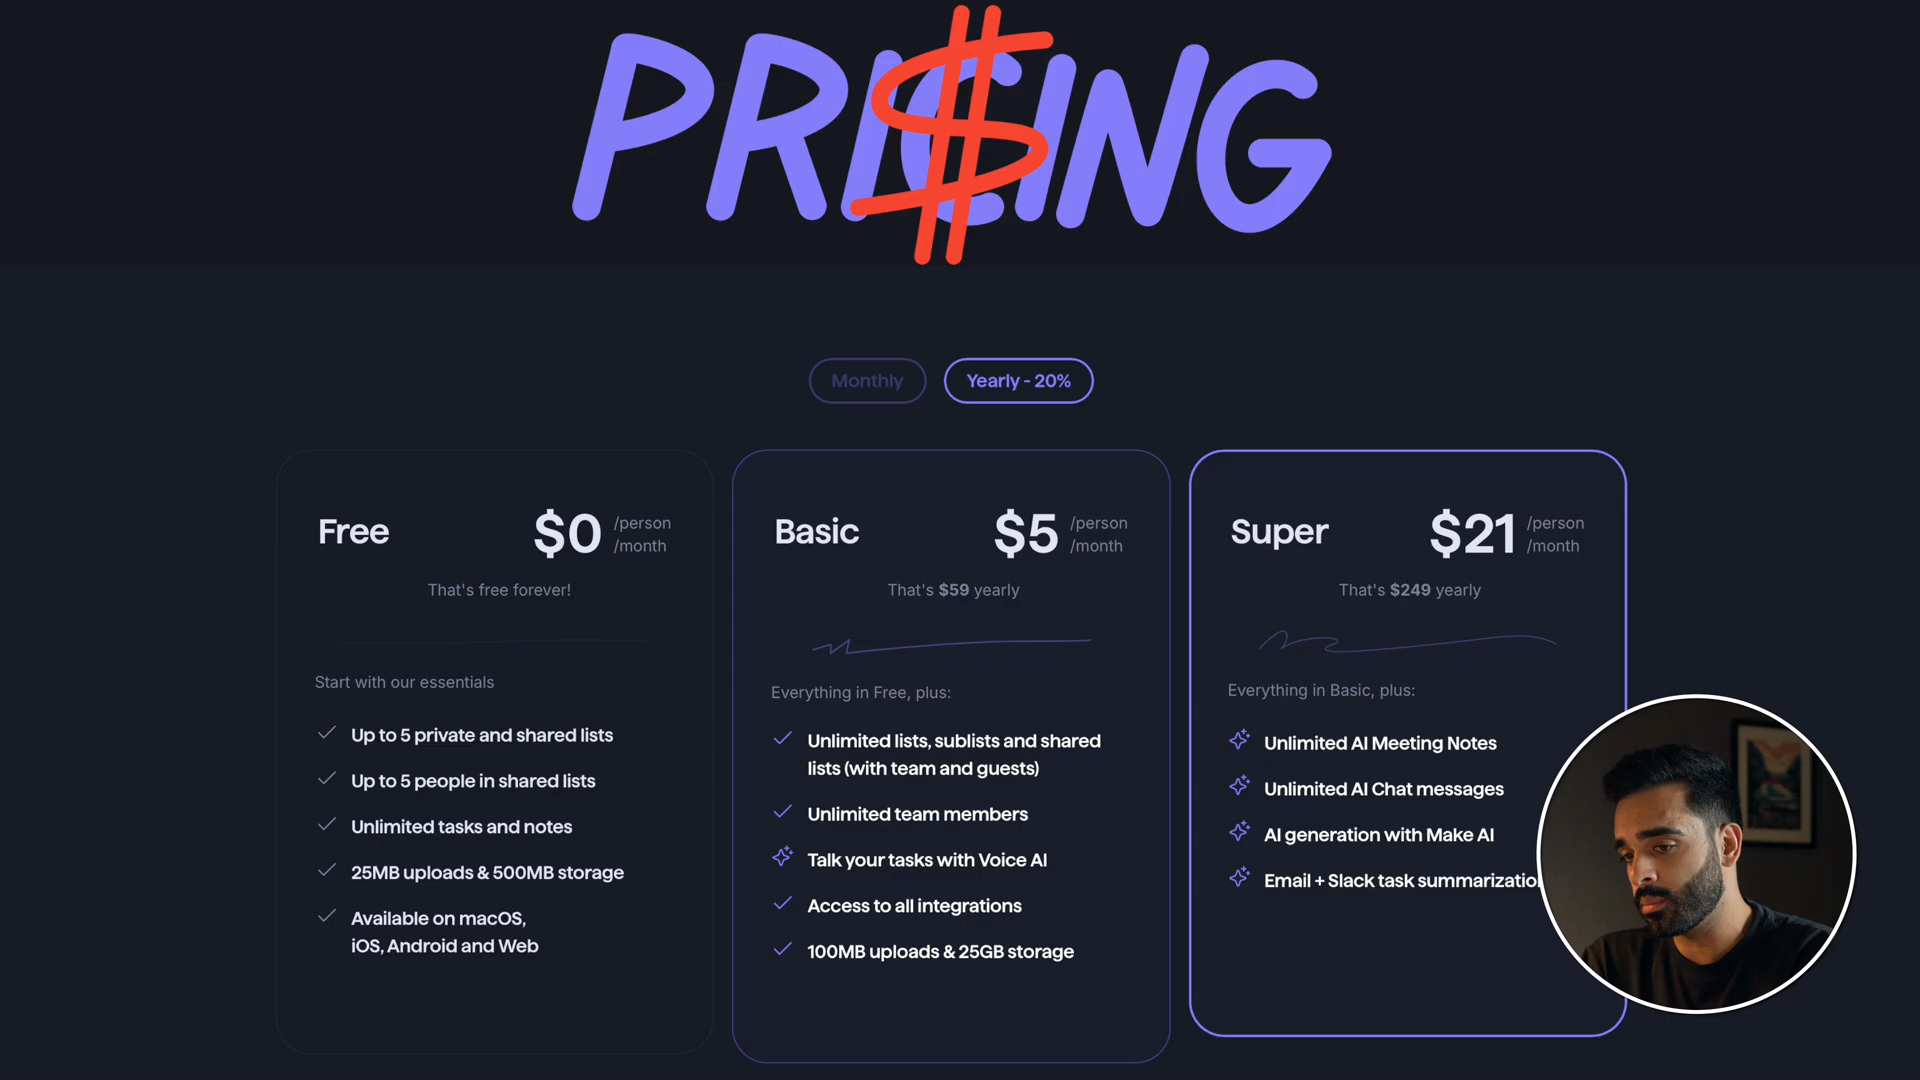 PRICING
$
Monthly
Yearly - 20%
Free
$0
/person
/month
That's free forever!
Start with our essentials
Up to 5 private and shared lists
Up to 5 people in shared lists
Unlimited tasks and notes
25MB uploads & 500MB storage
Available on macOS,
iOS, Android and Web
Basic
$5
/person
/month
That's $59 yearly
Everything in Free, plus:
Unlimited lists, sublists and shared
lists (with team and guests)
Unlimited team members
Talk your tasks with Voice AI
Access to all integrations
100MB uploads & 25GB storage
Super
$21
/person
/month
That's $249 yearly
Everything in Basic, plus:
Unlimited AI Meeting Notes
Unlimited AI Chat messages
AI generation with Make AI
Email + Slack task summarization